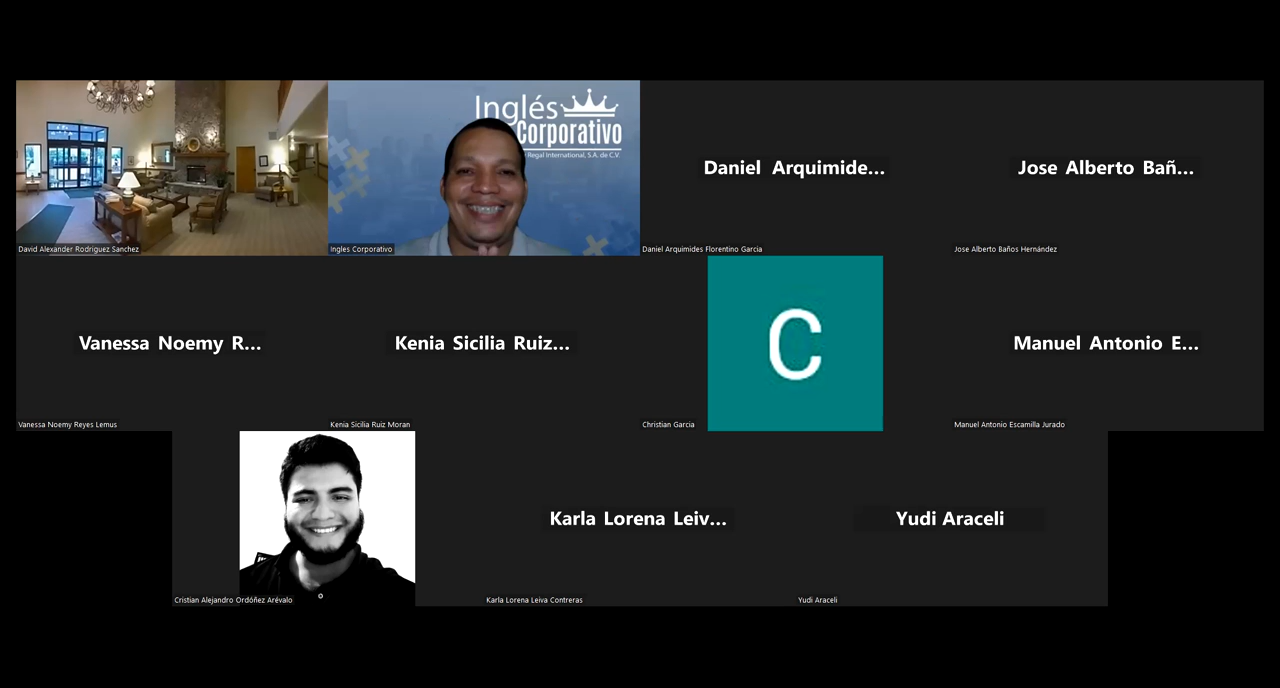 Inglés
Corporativo
Regal International, S.A. de C.V.
David Alexander Rodriguez Sanchez
Ingles Corporativo
Daniel Arquimide...
Daniel Arquimides Florentino Garcia
Jose Alberto Bañ...
Jose Alberto Baños Hernández
Vanessa Noemy R...
Vanessa Noemy Reyes Lemus
Kenia Sicilia Ruiz...
Kenia Sicilia Ruiz Moran
C
Christian Garcia
Manuel Antonio E...
Manuel Antonio Escamilla Jurado
Cristian Alejandro Ordóñez Arévalo
Karla Lorena Leiv...
Karla Lorena Leiva Contreras
Yudi Araceli
Yudi Araceli